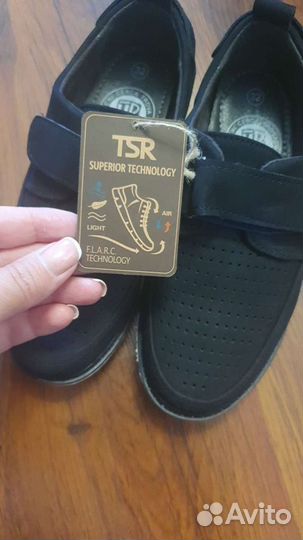 TSR
SUPERIOR TECHNOLOGY
AIR
LIGHT
F.L.A.R.C.
TECHNOLOGY
Avito